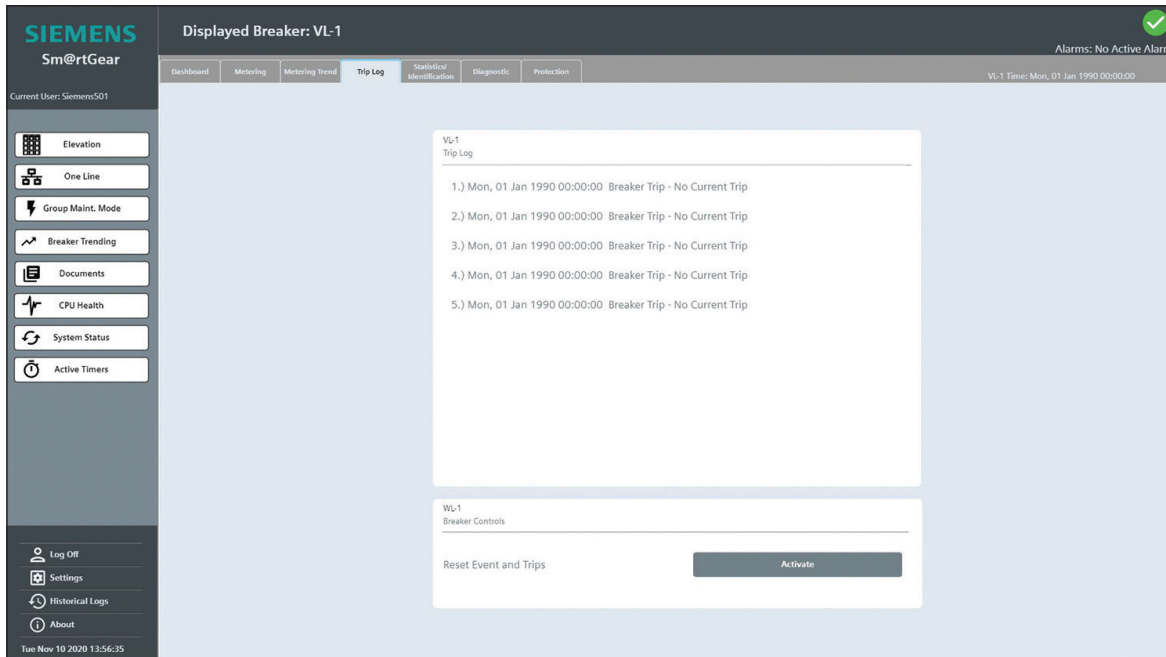 SIEMENS
Sm@rtGear
Current User: Siemens501
Elevation
One Line
Group Maint. Mode
Breaker Trending
Documents
CPU Health
System Status
Active Timers
Log Off
Settings
Historical Logs
About
Tue Nov 10 2020 13:56:35
Displayed Breaker: VL-1
Alarms: No Active Alarr
Dashboard
Metering
Metering Trend
Trip Log
Statistics/
Identification
Diagnostic
Protection
VL-1 Time: Mon, 01 Jan 1990 00:00:00
VL-1
Trip Log
1.) Mon, 01 Jan 1990 00:00:00 Breaker Trip - No Current Trip
2.) Mon, 01 Jan 1990 00:00:00 Breaker Trip - No Current Trip
3.) Mon, 01 Jan 1990 00:00:00 Breaker Trip - No Current Trip
4.) Mon, 01 Jan 1990 00:00:00 Breaker Trip - No Current Trip
5.) Mon, 01 Jan 1990 00:00:00 Breaker Trip - No Current Trip
WL-1
Breaker Controls
Reset Event and Trips
Activate